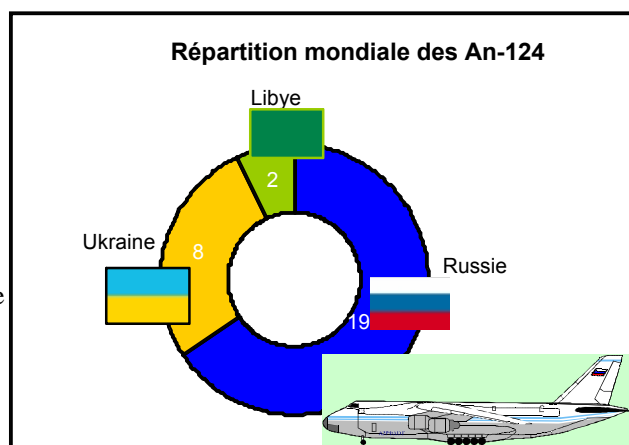 Répartition mondiale des An-124
Libye
2
Ukraine
8
Russie
19
e